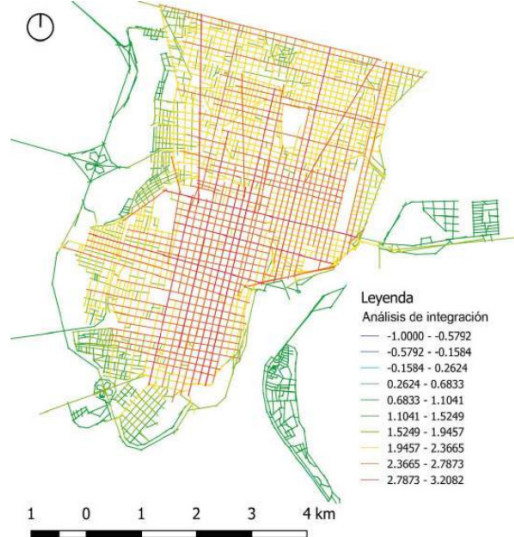 Leyenda
Análisis de integración
-1.0000 - -0.5792
-0.5792 - -0.1584
-0.1584 - 0.2624
0.2624 - 0.6833
0.6833 - 1.1041
1.1041 - 1.5249
1.5249 - 1.9457
1.9457 - 2.3665
2.3665 - 2.7873
2.7873 - 3.2082
1 0 1 2 3 4 km